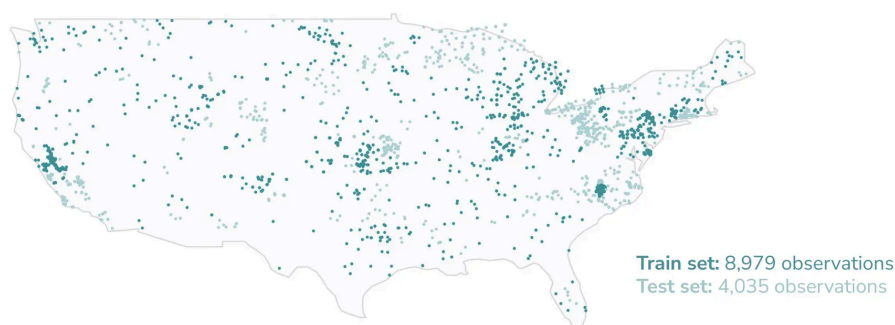 Train set: 8,979 observations
Test set: 4,035 observations